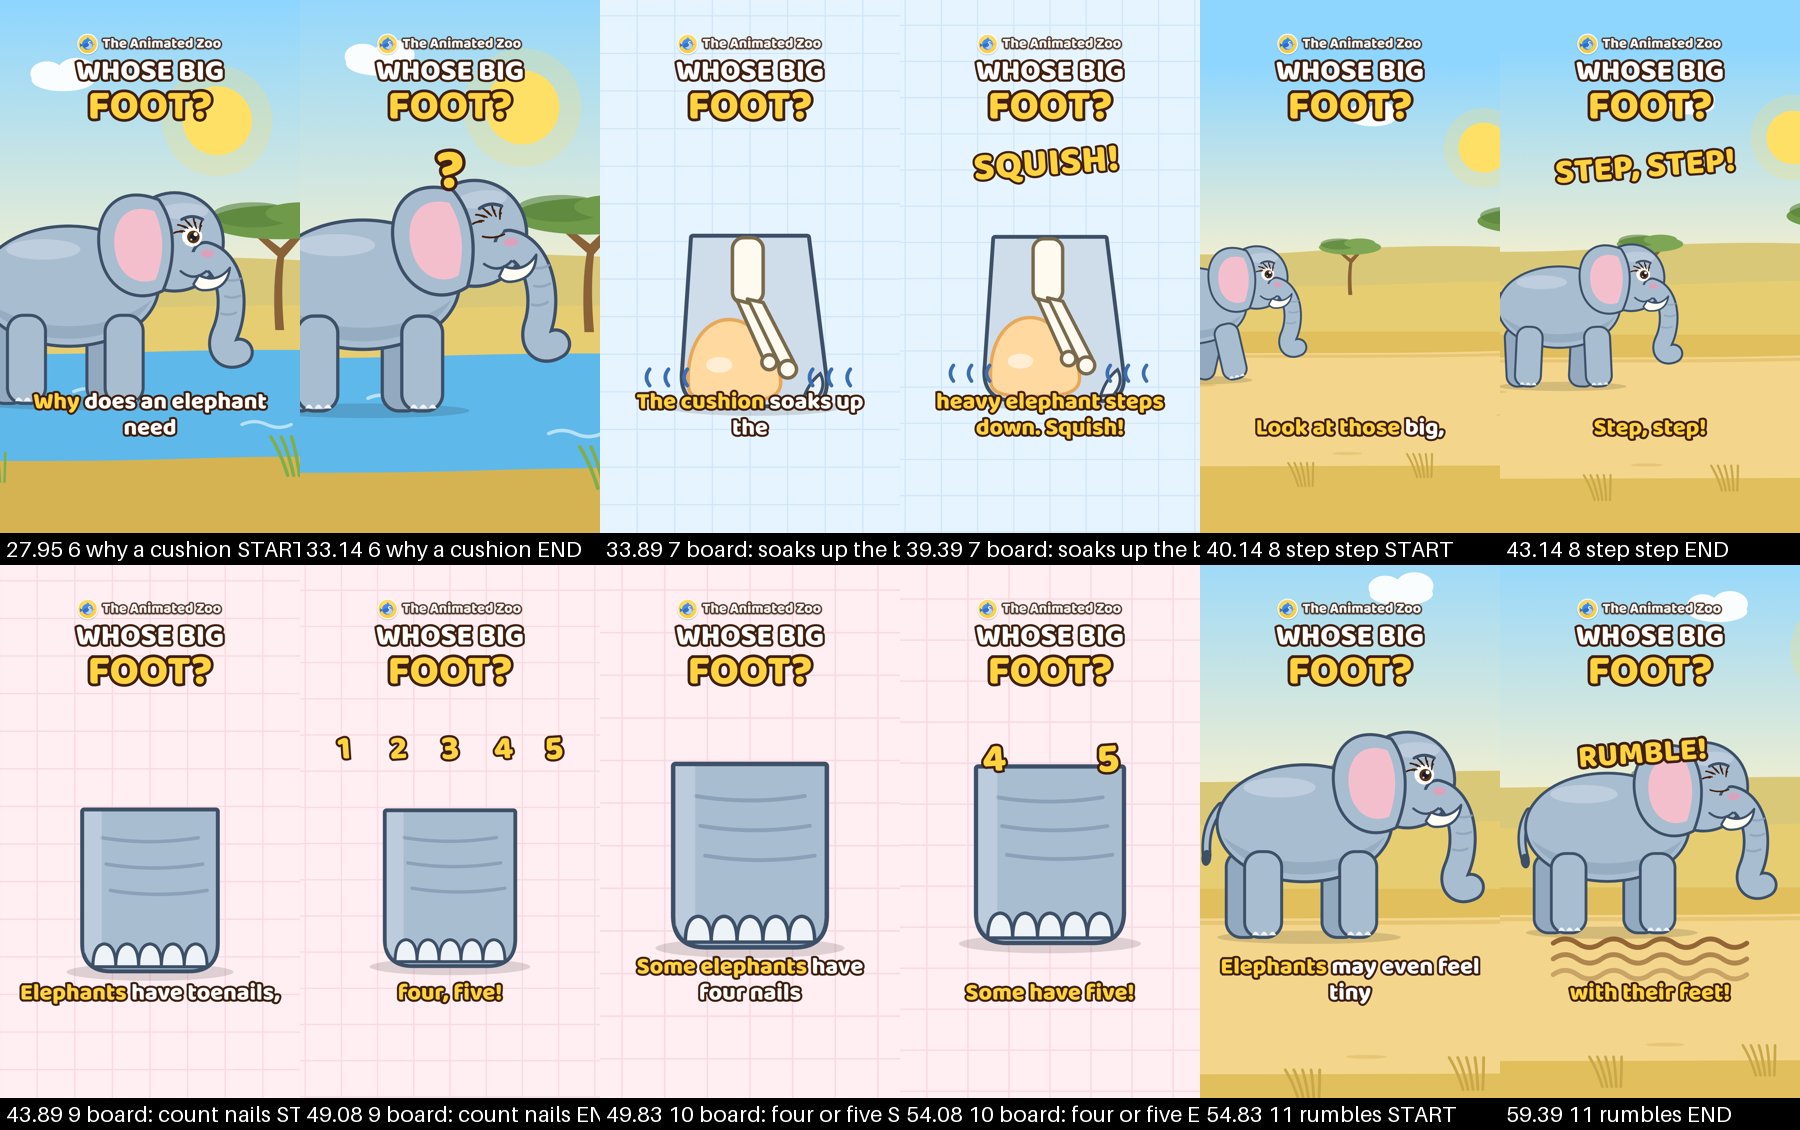 The Animated Zoo
WHOSE BIG
FOOT?
Why does an elephant
need
27.95 6 why a cushion START
The Animated Zoo
WHOSE BIG
FOOT?
?
33.14 6 why a cushion END
The Animated Zoo
WHOSE BIG
FOOT?
The cushion soaks up
the
33.89 7 board: soaks up the b
The Animated Zoo
WHOSE BIG
FOOT?
SQUISH!
heavy elephant steps
down. Squish!
39.39 7 board: soaks up the b
The Animated Zoo
WHOSE BIG
FOOT?
Look at those big,
40.14 8 step step START
The Animated Zoo
WHOSE BIG
FOOT?
STEP, STEP!
Step, step!
43.14 8 step step END
The Animated Zoo
WHOSE BIG
FOOT?
Elephants have toenails,
43.89 9 board: count nails ST
The Animated Zoo
WHOSE BIG
FOOT?
1 2 3 4 5
four, five!
49.08 9 board: count nails EN
The Animated Zoo
WHOSE BIG
FOOT?
Some elephants have
four nails
49.83 10 board: four or five S
The Animated Zoo
WHOSE BIG
FOOT?
4 5
Some have five!
54.08 10 board: four or five E
The Animated Zoo
WHOSE BIG
FOOT?
Elephants may even feel
tiny
54.83 11 rumbles START
The Animated Zoo
WHOSE BIG
FOOT?
RUMBLE!
with their feet!
59.39 11 rumbles END